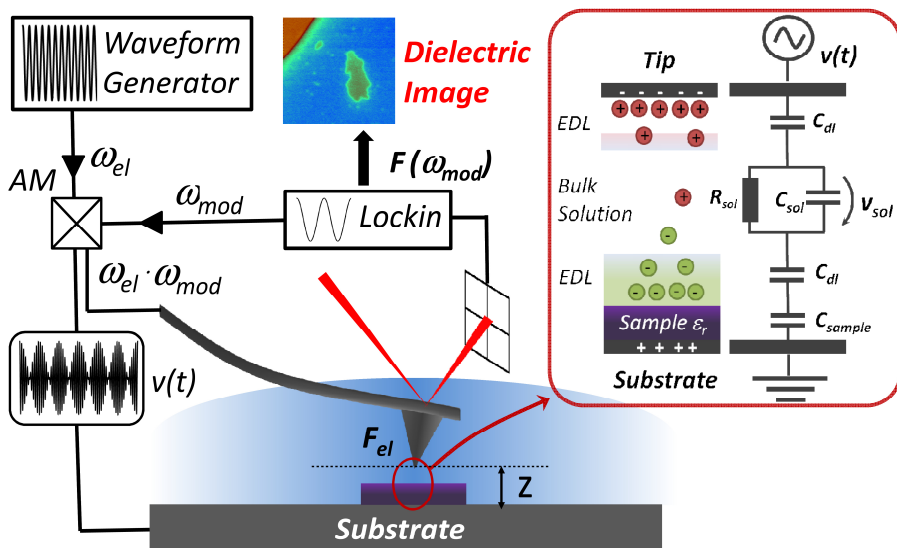 Waveform
Generator
ω_el
AM
ω_mod
ω_el · ω_mod
v(t)
Dielectric
Image
F(ω_mod)
Lockin
F_el
Z
Substrate
Tip
v(t)
- - - - -
EDL
+ + + + +
+ +
C_dl
Bulk
Solution
+
-
R_sol
C_sol
v_sol
EDL
- -
- - - -
C_dl
Sample ε_r
C_sample
+ + + +
Substrate